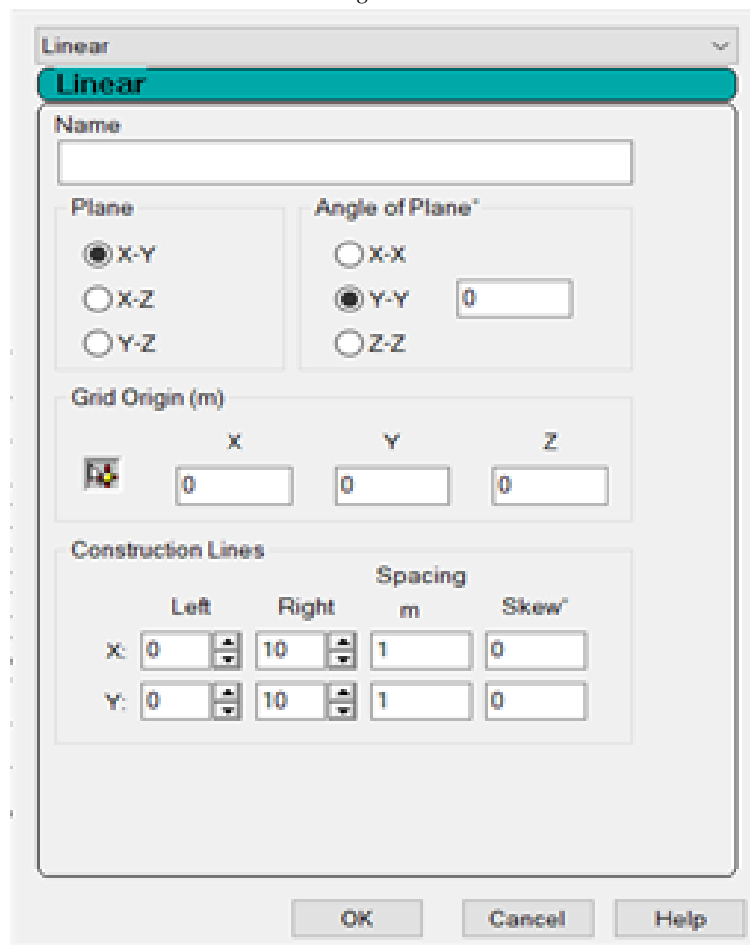 Linear
Linear
Name
Plane
Angle of Plane°
X-Y
X-X
X-Z
Y-Y 0
Y-Z
Z-Z
Grid Origin (m)
X Y Z
0 0 0
Construction Lines
Spacing
Left Right m Skew°
X: 0 10 1 0
Y: 0 10 1 0
OK Cancel Help